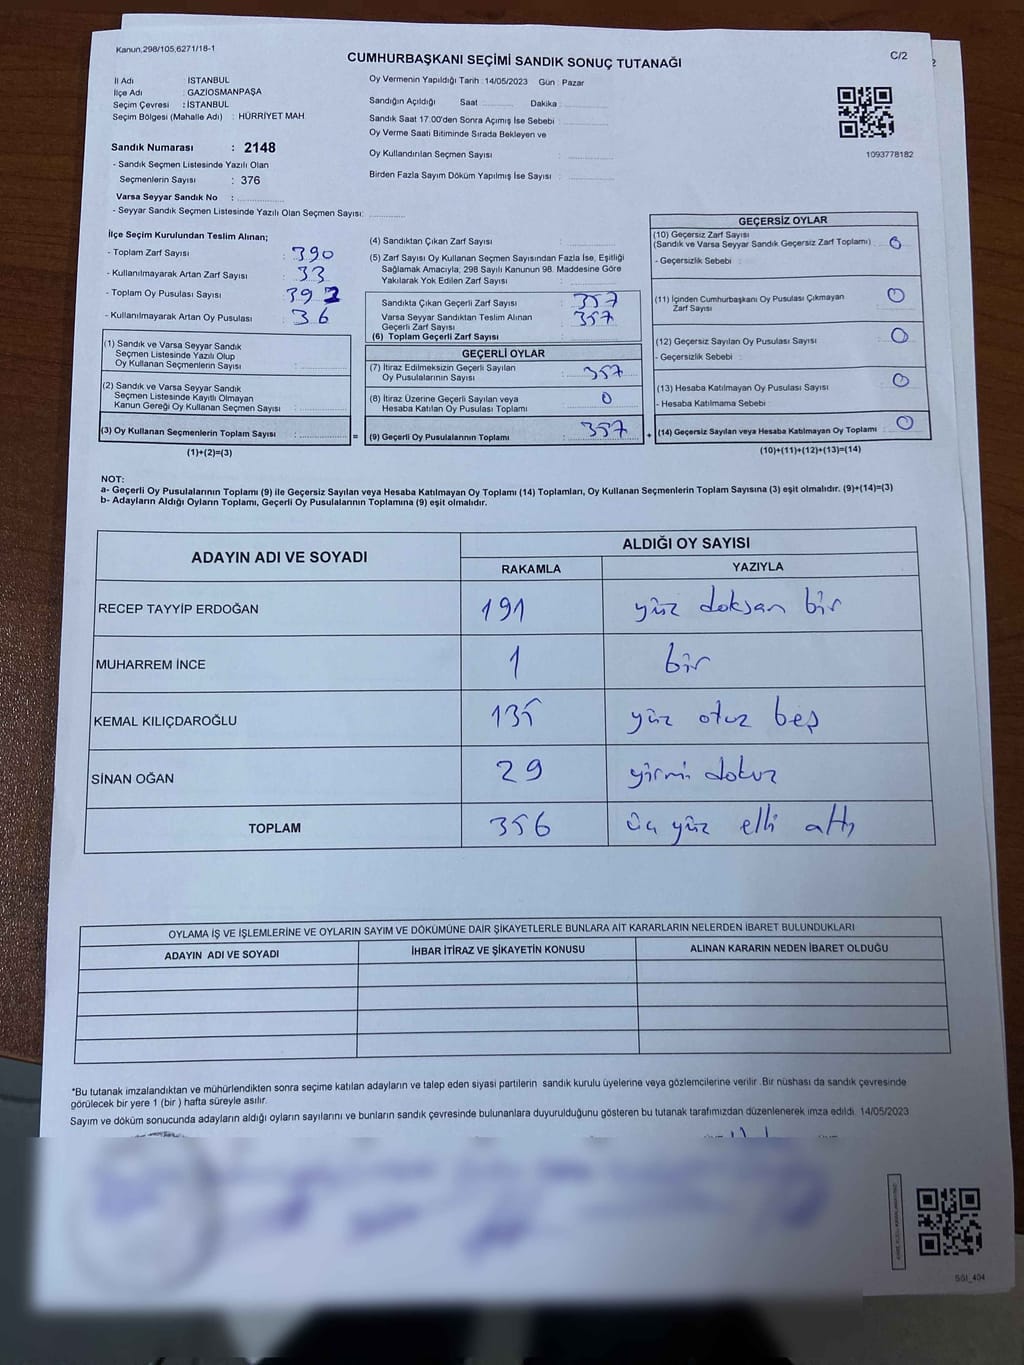 Kanun;298/105,6271/18-1
CUMHURBAŞKANI SEÇİMİ SANDIK SONUÇ TUTANAĞI
C/2
2
İl Adı : İSTANBUL
İlçe Adı : GAZİOSMANPAŞA
Seçim Çevresi : İSTANBUL
Seçim Bölgesi (Mahalle Adı) : HÜRRİYET MAH.
Oy Vermenin Yapıldığı Tarih : 14/05/2023 Gün : Pazar
Sandığın Açıldığı Saat ............ Dakika : ............
Sandık Saat 17:00'den Sonra Açımış İse Sebebi : ............
Oy Verme Saati Bitiminde Sırada Bekleyen ve
Oy Kullandırılan Seçmen Sayısı : ............
Birden Fazla Sayım Döküm Yapılmış İse Sayısı : ............
1093778182
Sandık Numarası : 2148
- Sandık Seçmen Listesinde Yazılı Olan
Seçmenlerin Sayısı : 376
Varsa Seyyar Sandık No : ............
- Seyyar Sandık Seçmen Listesinde Yazılı Olan Seçmen Sayısı: ............
İlçe Seçim Kurulundan Teslim Alınan;
- Toplam Zarf Sayısı : 390
- Kullanılmayarak Artan Zarf Sayısı : 33
- Toplam Oy Pusulası Sayısı : 392
- Kullanılmayarak Artan Oy Pusulası : 36
(1) Sandık ve Varsa Seyyar Sandık
Seçmen Listesinde Yazılı Olup
Oy Kullanan Seçmenlerin Sayısı : ............
(2) Sandık ve Varsa Seyyar Sandık
Seçmen Listesinde Kayıtlı Olmayan
Kanun Gereği Oy Kullanan Seçmen Sayısı : ............
(3) Oy Kullanan Seçmenlerin Toplam Sayısı : ............
(1)+(2)=(3)
(4) Sandıktan Çıkan Zarf Sayısı : ............
(5) Zarf Sayısı Oy Kullanan Seçmen Sayısından Fazla İse, Eşitliği
Sağlamak Amacıyla; 298 Sayılı Kanunun 98. Maddesine Göre
Yakılarak Yok Edilen Zarf Sayısı : ............
Sandıkta Çıkan Geçerli Zarf Sayısı : 357
Varsa Seyyar Sandıktan Teslim Alınan
Geçerli Zarf Sayısı : 357
(6) Toplam Geçerli Zarf Sayısı
GEÇERLİ OYLAR
(7) İtiraz Edilmeksizin Geçerli Sayılan
Oy Pusulalarının Sayısı : 357
(8) İtiraz Üzerine Geçerli Sayılan veya
Hesaba Katılan Oy Pusulası Toplamı : 0
= (9) Geçerli Oy Pusulalarının Toplamı : 357
GEÇERSİZ OYLAR
(10) Geçersiz Zarf Sayısı
(Sandık ve Varsa Seyyar Sandık Geçersiz Zarf Toplamı) : 0
- Geçersizlik Sebebi :
(11) İçinden Cumhurbaşkanı Oy Pusulası Çıkmayan : 0
Zarf Sayısı
(12) Geçersiz Sayılan Oy Pusulası Sayısı : 0
- Geçersizlik Sebebi :
(13) Hesaba Katılmayan Oy Pusulası Sayısı : 0
- Hesaba Katılmama Sebebi :
+ (14) Geçersiz Sayılan veya Hesaba Katılmayan Oy Toplamı : 0
(10)+(11)+(12)+(13)=(14)
NOT:
a- Geçerli Oy Pusulalarının Toplamı (9) ile Geçersiz Sayılan veya Hesaba Katılmayan Oy Toplamı (14) Toplamları, Oy Kullanan Seçmenlerin Toplam Sayısına (3) eşit olmalıdır. (9)+(14)=(3)
b- Adayların Aldığı Oyların Toplamı, Geçerli Oy Pusulalarının Toplamına (9) eşit olmalıdır.
ADAYIN ADI VE SOYADI
ALDIĞI OY SAYISI
RAKAMLA YAZIYLA
RECEP TAYYİP ERDOĞAN 191 yüz doksan bir
MUHARREM İNCE 1 bir
KEMAL KILIÇDAROĞLU 135 yüz otuz beş
SİNAN OĞAN 29 yirmi dokuz
TOPLAM 356 üç yüz elli altı
OYLAMA İŞ VE İŞLEMLERİNE VE OYLARIN SAYIM VE DÖKÜMÜNE DAİR ŞİKAYETLERLE BUNLARA AİT KARARLARIN NELERDEN İBARET BULUNDUKLARI
ADAYIN ADI VE SOYADI İHBAR İTİRAZ VE ŞİKAYETİN KONUSU ALINAN KARARIN NEDEN İBARET OLDUĞU
*Bu tutanak imzalandıktan ve mühürlendikten sonra seçime katılan adayların ve talep eden siyasi partilerin sandık kurulu üyelerine veya gözlemcilerine verilir. Bir nüshası da sandık çevresinde
görülecek bir yere 1 (bir ) hafta süreyle asılır.
Sayım ve döküm sonucunda adayların aldığı oyların sayılarını ve bunların sandık çevresinde bulunanlara duyurulduğunu gösteren bu tutanak tarafımızdan düzenlenerek imza edildi. 14/05/2023
SGI_404